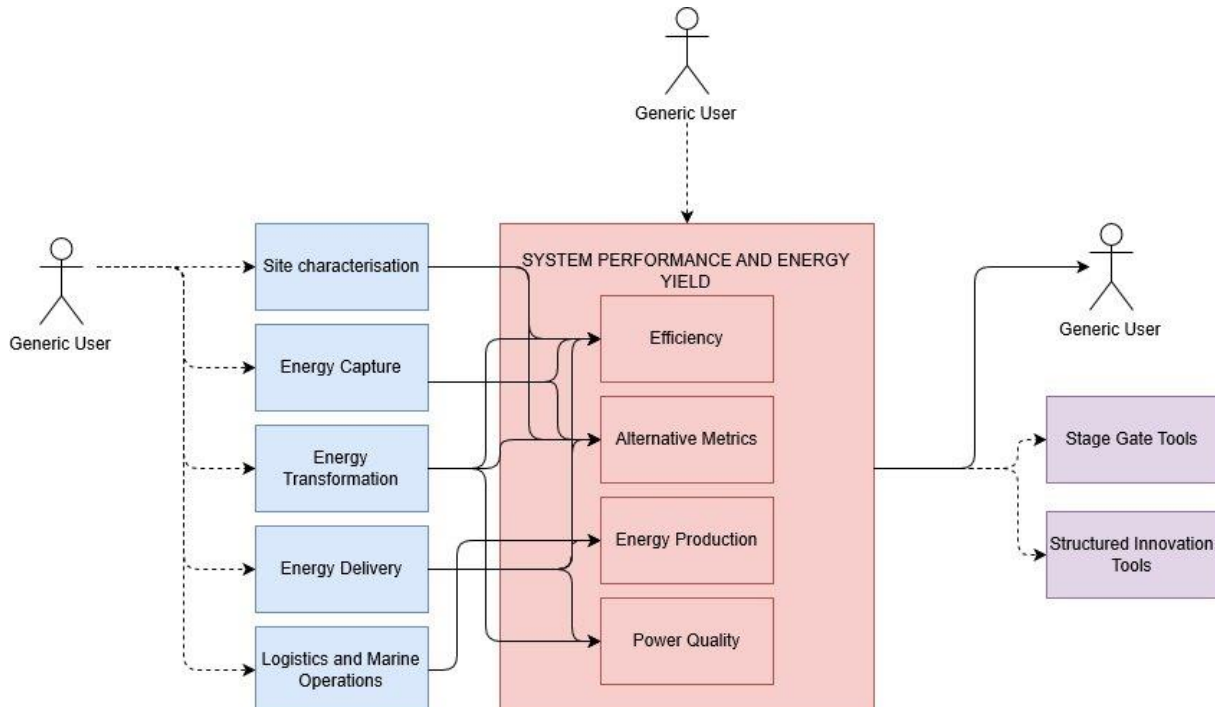 Generic User
Generic User
Site characterisation
Energy Capture
Energy
Transformation
Energy Delivery
Logistics and Marine
Operations
SYSTEM PERFORMANCE AND ENERGY
YIELD
Efficiency
Alternative Metrics
Energy Production
Power Quality
Generic User
Stage Gate Tools
Structured Innovation
Tools